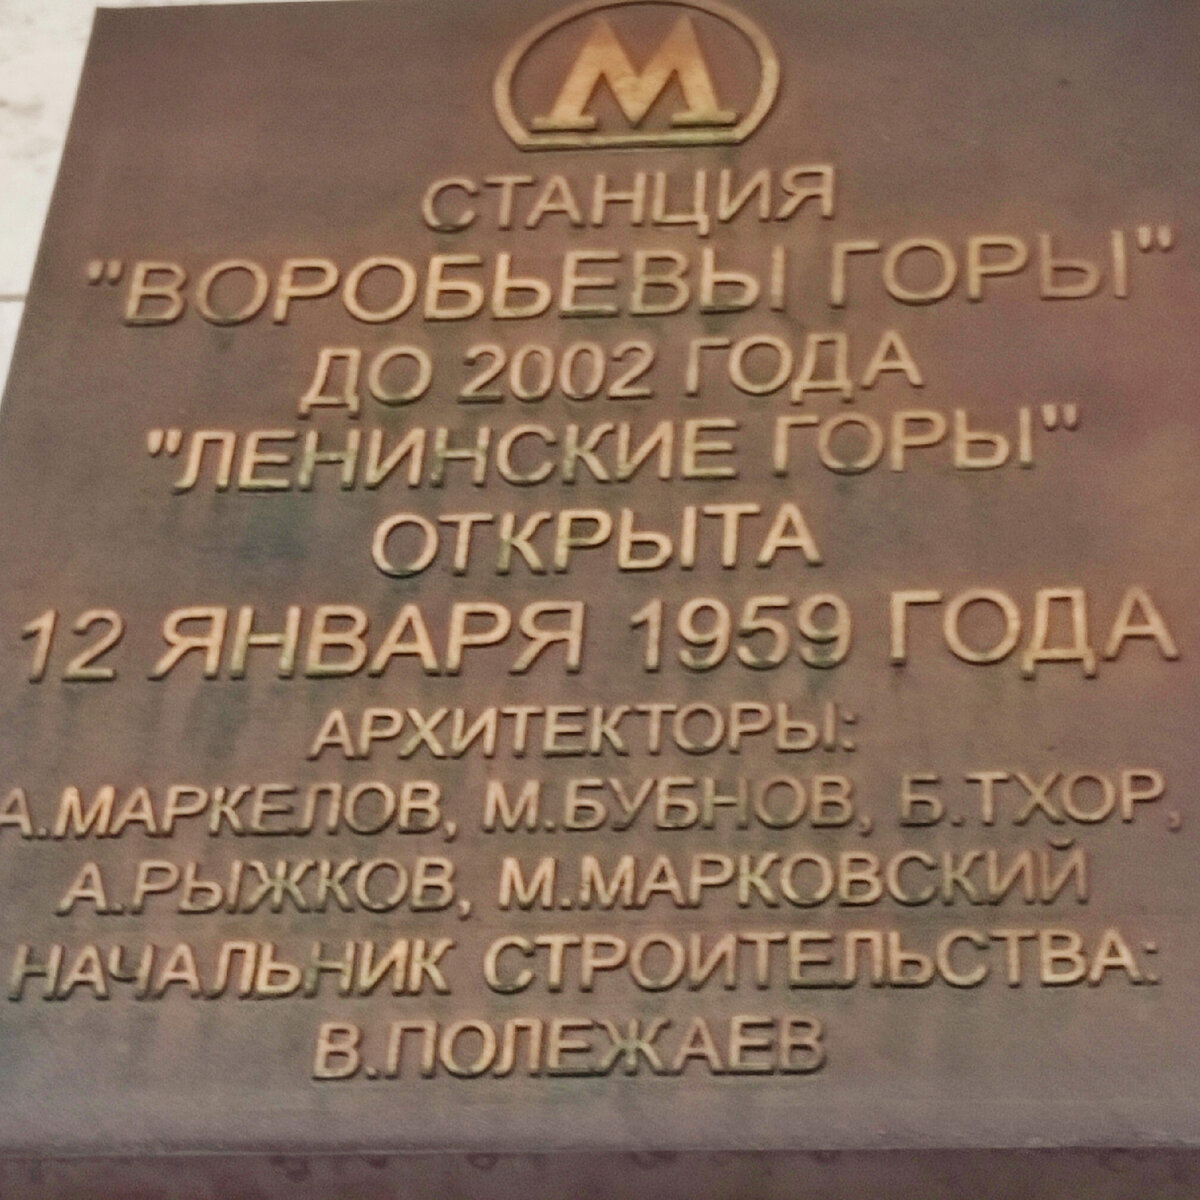 М
СТАНЦИЯ
"ВОРОБЬЕВЫ ГОРЫ"
ДО 2002 ГОДА
"ЛЕНИНСКИЕ ГОРЫ"
ОТКРЫТА
12 ЯНВАРЯ 1959 ГОДА
АРХИТЕКТОРЫ:
А.МАРКЕЛОВ, М.БУБНОВ, Б.ТХОР,
А.РЫЖКОВ, М.МАРКОВСКИЙ
НАЧАЛЬНИК СТРОИТЕЛЬСТВА:
В.ПОЛЕЖАЕВ